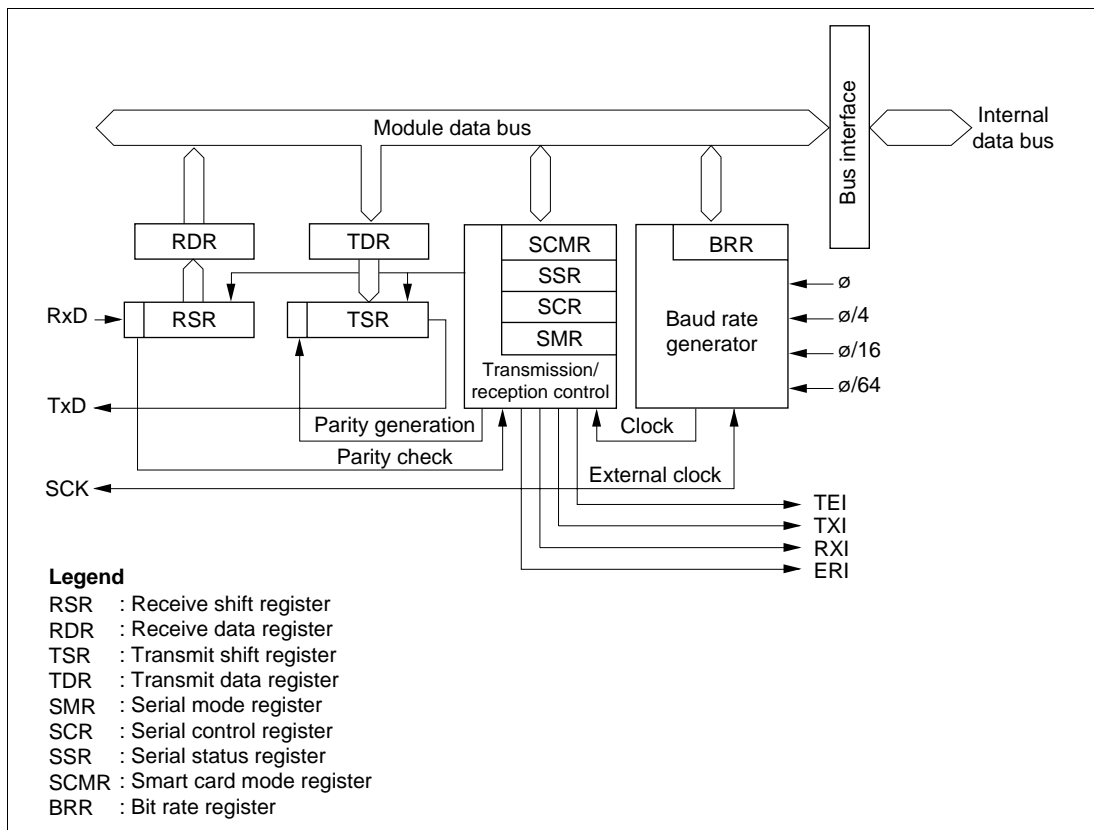 Module data bus
Bus interface
Internal
data bus
RDR
TDR
SCMR
BRR
SSR
ø
RxD
RSR
TSR
SCR
Baud rate
generator
ø/4
SMR
ø/16
Transmission/
reception control
ø/64
TxD
Parity generation
Clock
Parity check
SCK
External clock
TEI
TXI
RXI
ERI
Legend
RSR : Receive shift register
RDR : Receive data register
TSR : Transmit shift register
TDR : Transmit data register
SMR : Serial mode register
SCR : Serial control register
SSR : Serial status register
SCMR : Smart card mode register
BRR : Bit rate register